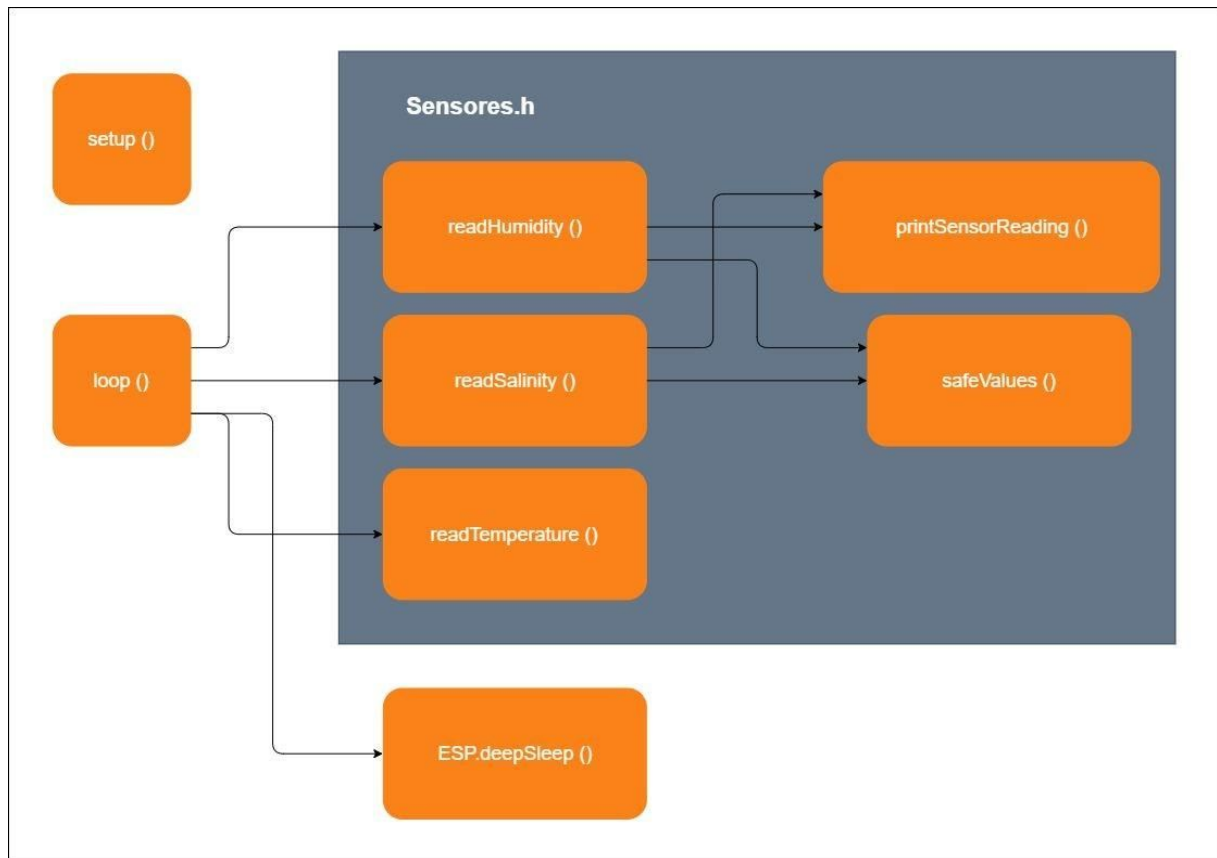 setup ()
Sensores.h
readHumidity ()
printSensorReading ()
loop ()
readSalinity ()
safeValues ()
readTemperature ()
ESP.deepSleep ()